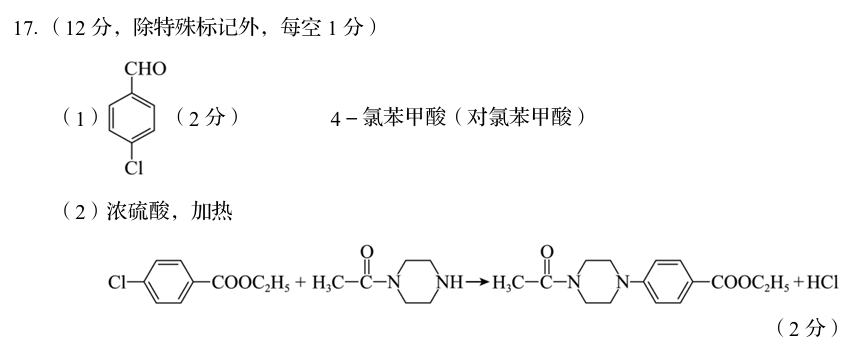 17.（12 分，除特殊标记外，每空 1 分）
CHO
（1）（2 分） 4－氯苯甲酸（对氯苯甲酸）
Cl
（2）浓硫酸，加热
O O
Cl COOC₂H₅ + H₃C—C—N NH → H₃C—C—N N COOC₂H₅ + HCl
（2 分）